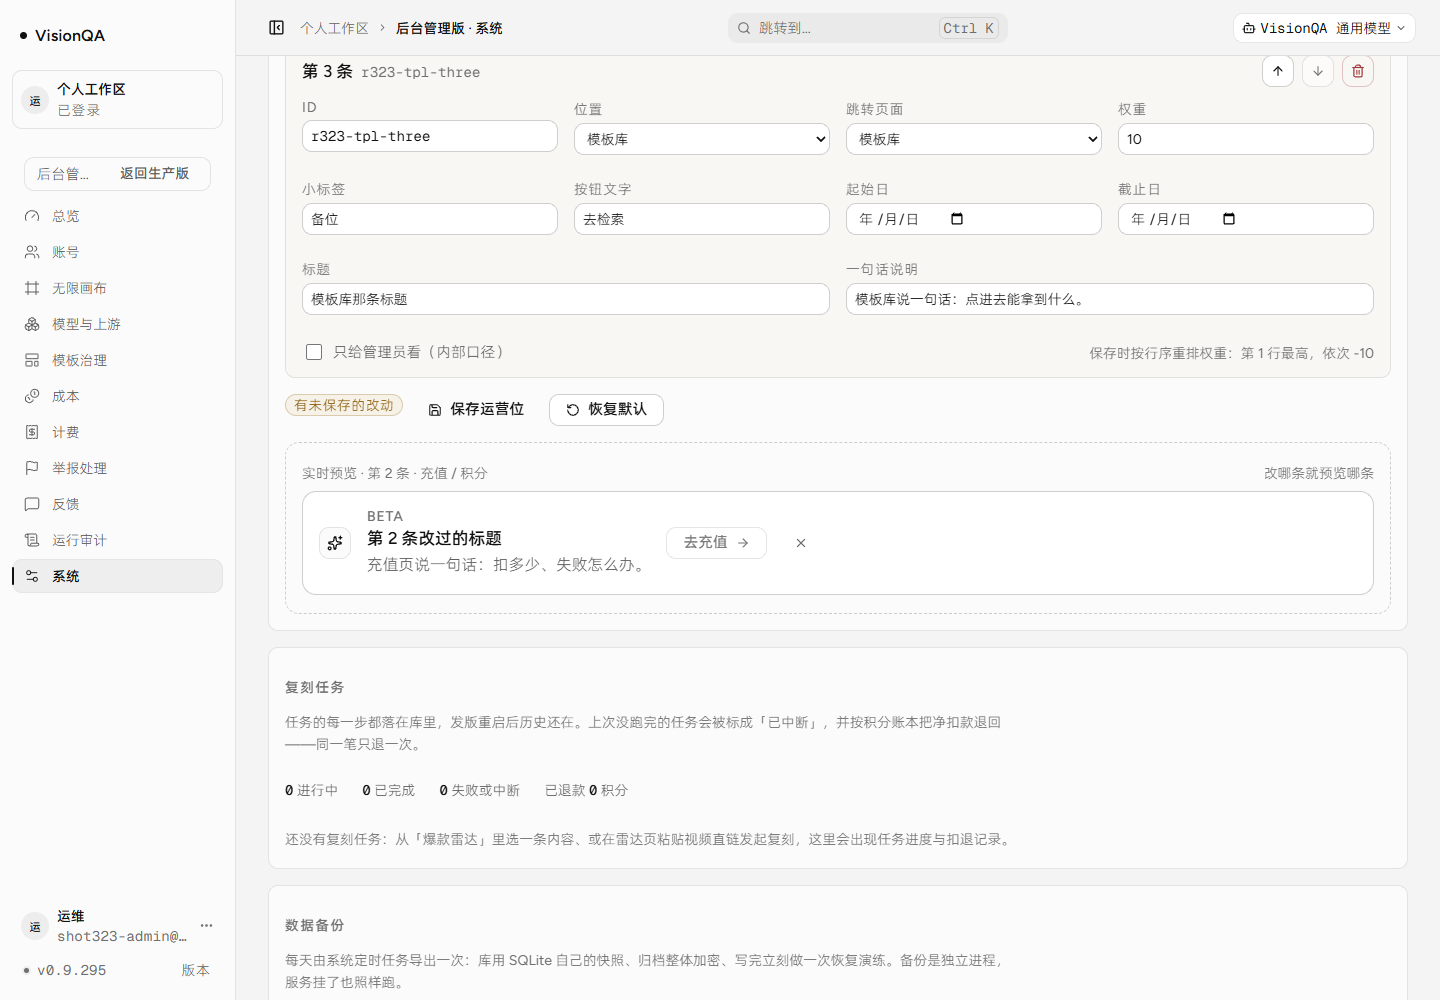 VisionQA
运
个人工作区
已登录
后台管...
返回生产版
总览
账号
无限画布
模型与上游
模板治理
成本
计费
举报处理
反馈
运行审计
系统
运
运维
shot323-admin@…
v0.9.295
版本
个人工作区
后台管理版 · 系统
跳转到...
Ctrl K
VisionQA 通用模型
第 3 条 r323-tpl-three
ID
位置
跳转页面
权重
r323-tpl-three
模板库
模板库
10
小标签
按钮文字
起始日
截止日
备位
去检索
年 /月/日
年 /月/日
标题
一句话说明
模板库那条标题
模板库说一句话：点进去能拿到什么。
只给管理员看（内部口径）
保存时按行序重排权重：第 1 行最高，依次 -10
有未保存的改动
保存运营位
恢复默认
实时预览 · 第 2 条 · 充值 / 积分
改哪条就预览哪条
BETA
第 2 条改过的标题
充值页说一句话：扣多少、失败怎么办。
去充值
复刻任务
任务的每一步都落在库里，发版重启后历史还在。上次没跑完的任务会被标成「已中断」，并按积分账本把净扣款退回
——同一笔只退一次。
0 进行中
0 已完成
0 失败或中断
已退款 0 积分
还没有复刻任务：从「爆款雷达」里选一条内容、或在雷达页粘贴视频直链发起复刻，这里会出现任务进度与扣退记录。
数据备份
每天由系统定时任务导出一次：库用 SQLite 自己的快照、归档整体加密、写完立刻做一次恢复演练。备份是独立进程，
服务挂了也照样跑。